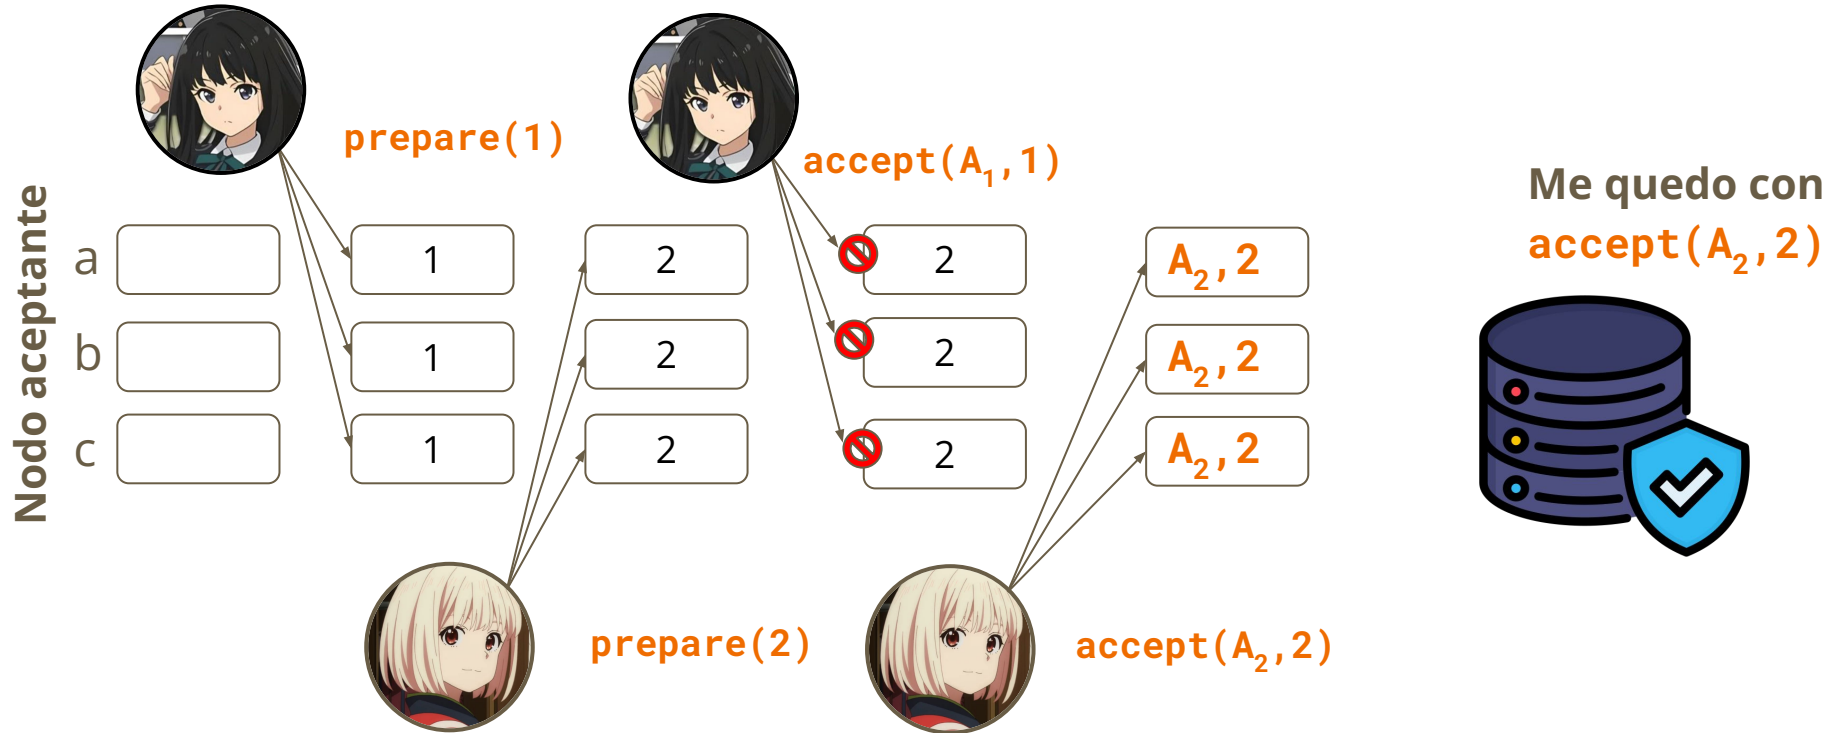 prepare(1)
accept(A₁,1)
Me quedo con
accept(A₂,2)
Nodo aceptante
a 1 2 2 A₂,2
b 1 2 2 A₂,2
c 1 2 2 A₂,2
prepare(2)
accept(A₂,2)